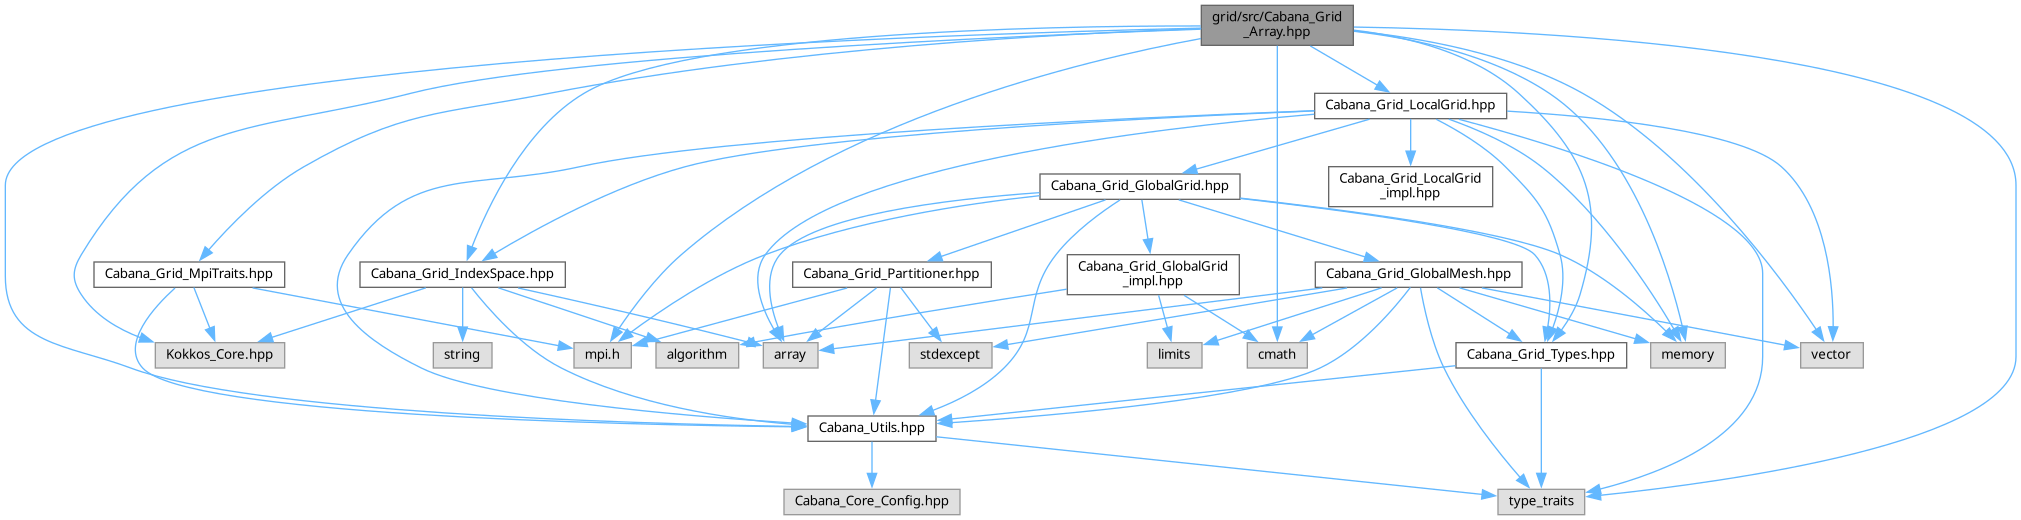 grid/src/Cabana_Grid
_Array.hpp
Cabana_Grid_LocalGrid.hpp
Cabana_Grid_GlobalGrid.hpp
Cabana_Grid_LocalGrid
_impl.hpp
Cabana_Grid_MpiTraits.hpp
Cabana_Grid_IndexSpace.hpp
Cabana_Grid_Partitioner.hpp
Cabana_Grid_GlobalGrid
_impl.hpp
Cabana_Grid_GlobalMesh.hpp
Kokkos_Core.hpp
string
mpi.h
algorithm
array
stdexcept
limits
cmath
Cabana_Grid_Types.hpp
memory
vector
Cabana_Utils.hpp
Cabana_Core_Config.hpp
type_traits